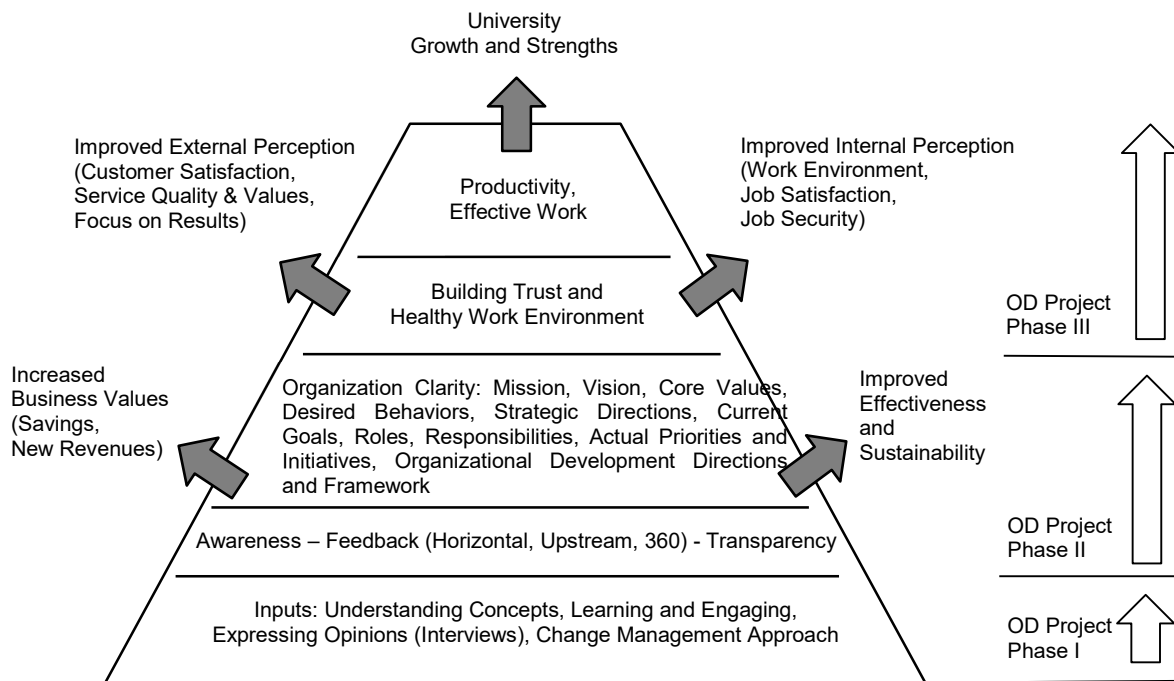 University
Growth and Strengths
Improved External Perception
(Customer Satisfaction,
Service Quality & Values,
Focus on Results)
Improved Internal Perception
(Work Environment,
Job Satisfaction,
Job Security)
Productivity,
Effective Work
Building Trust and
Healthy Work Environment
OD Project
Phase III
Increased
Business Values
(Savings,
New Revenues)
Organization Clarity: Mission, Vision, Core Values,
Desired Behaviors, Strategic Directions, Current
Goals, Roles, Responsibilities, Actual Priorities and
Initiatives, Organizational Development Directions
and Framework
Improved
Effectiveness
and
Sustainability
Awareness – Feedback (Horizontal, Upstream, 360) - Transparency
OD Project
Phase II
Inputs: Understanding Concepts, Learning and Engaging,
Expressing Opinions (Interviews), Change Management Approach
OD Project
Phase I